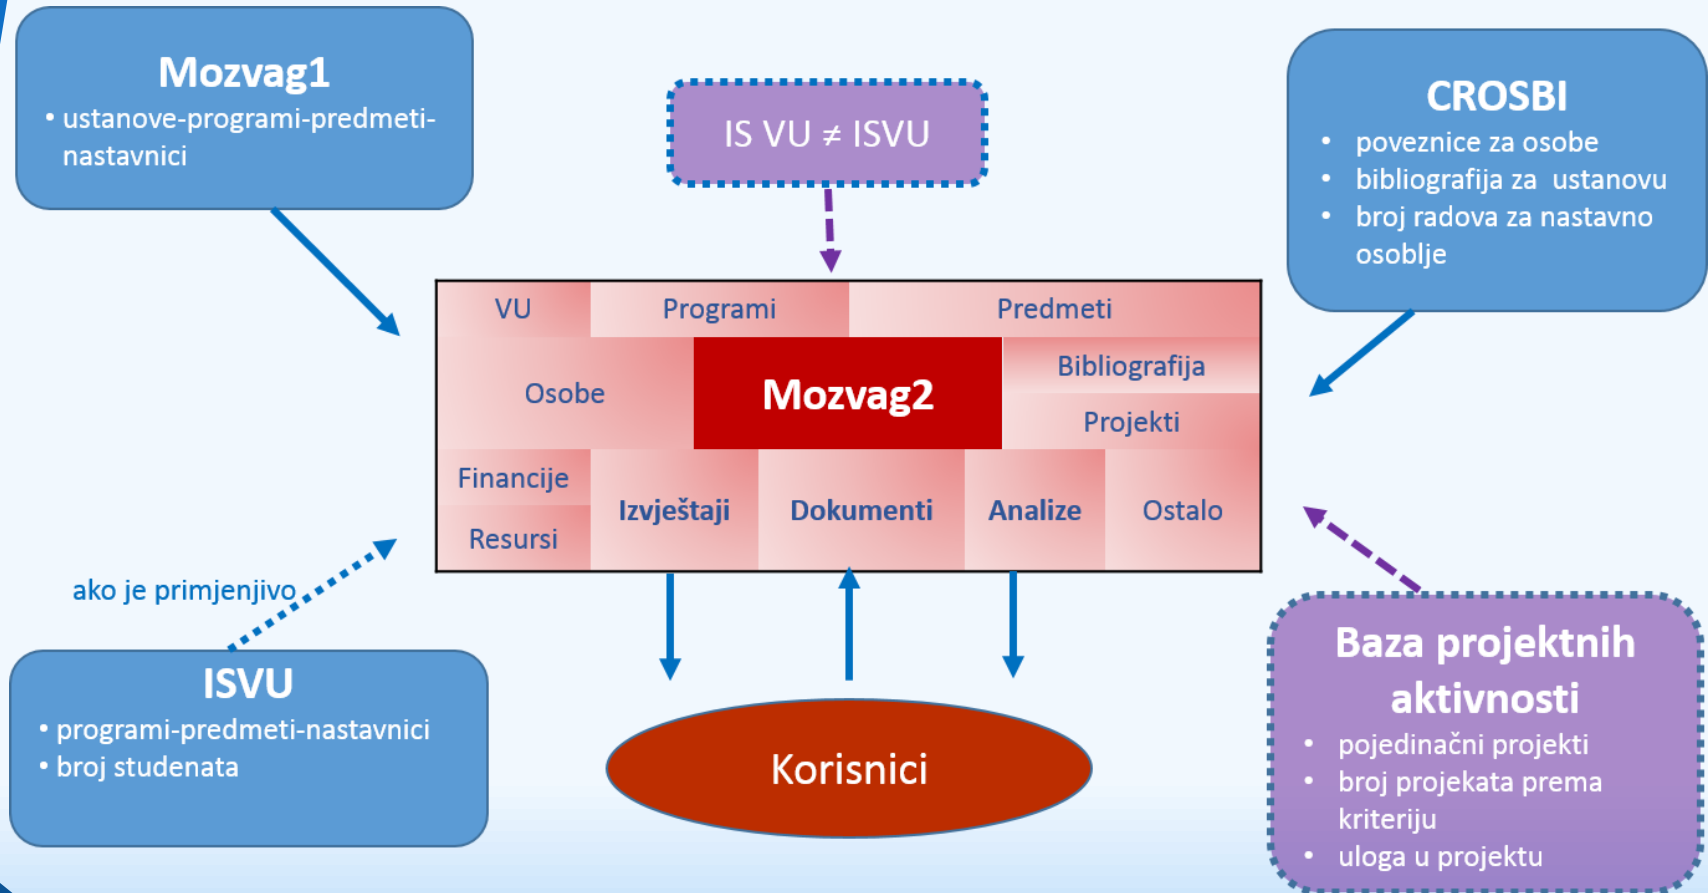 Mozvag1
• ustanove-programi-predmeti-
nastavnici
IS VU ≠ ISVU
CROSBI
• poveznice za osobe
• bibliografija za ustanovu
• broj radova za nastavno
osoblje
VU
Programi
Predmeti
Osobe
Mozvag2
Bibliografija
Projekti
Financije
Resursi
Izvještaji
Dokumenti
Analize
Ostalo
ako je primjenjivo
ISVU
• programi-predmeti-nastavnici
• broj studenata
Korisnici
Baza projektnih
aktivnosti
• pojedinačni projekti
• broj projekata prema
kriteriju
• uloga u projektu